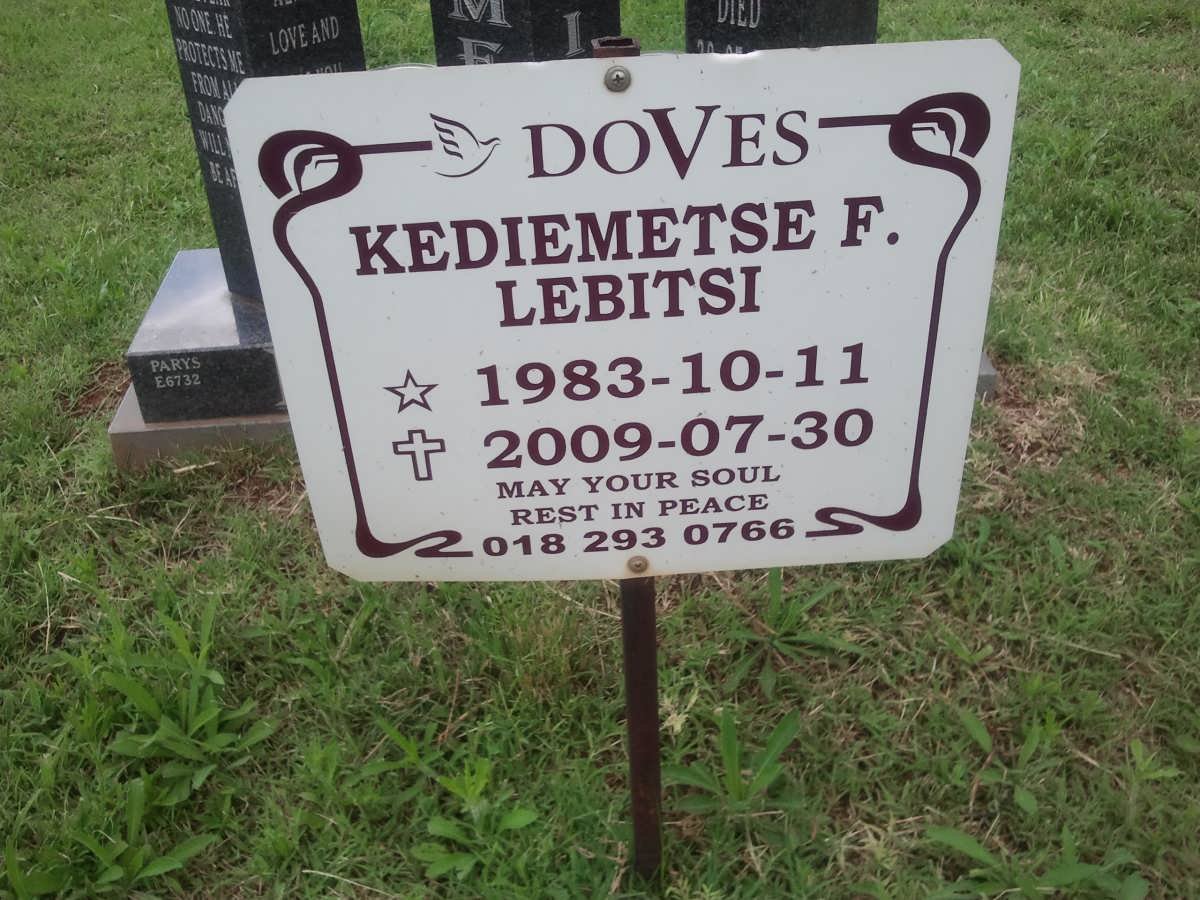 NO ONE. HE
PROTECTS ME
LOVE AND
M
E
I
DIED
DOVES
KEDIEMETSE F.
LEBITSI
1983-10-11
2009-07-30
MAY YOUR SOUL
REST IN PEACE
018 293 0766
PARYS
E6732